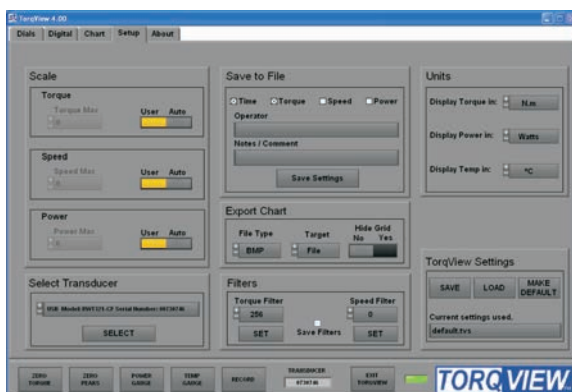 TorqView 4.00
Dials Digital Chart Setup About
Scale
Torque
Torque Max
User Auto
0
Speed
Speed Max
User Auto
0
Power
Power Max
User Auto
0
Select Transducer
SELECT
Save to File
Time Torque Speed Power
Operator
Notes / Comment
Save Settings
Export Chart
File Type Target Hide Grid
No Yes
BMP File
Filters
Torque Filter Speed Filter
256 0
SET Save Filters SET
Units
Display Torque in: N.m
Display Power in: Watts
Display Temp in: ºC
TorqView Settings
SAVE LOAD MAKE DEFAULT
Current settings used.
default.tvs
ZERO TORQUE
ZERO PEAKS
POWER GAUGE
TEMP GAUGE
RECORD
TRANSDUCER
EXIT TORQVIEW
TORQVIEW